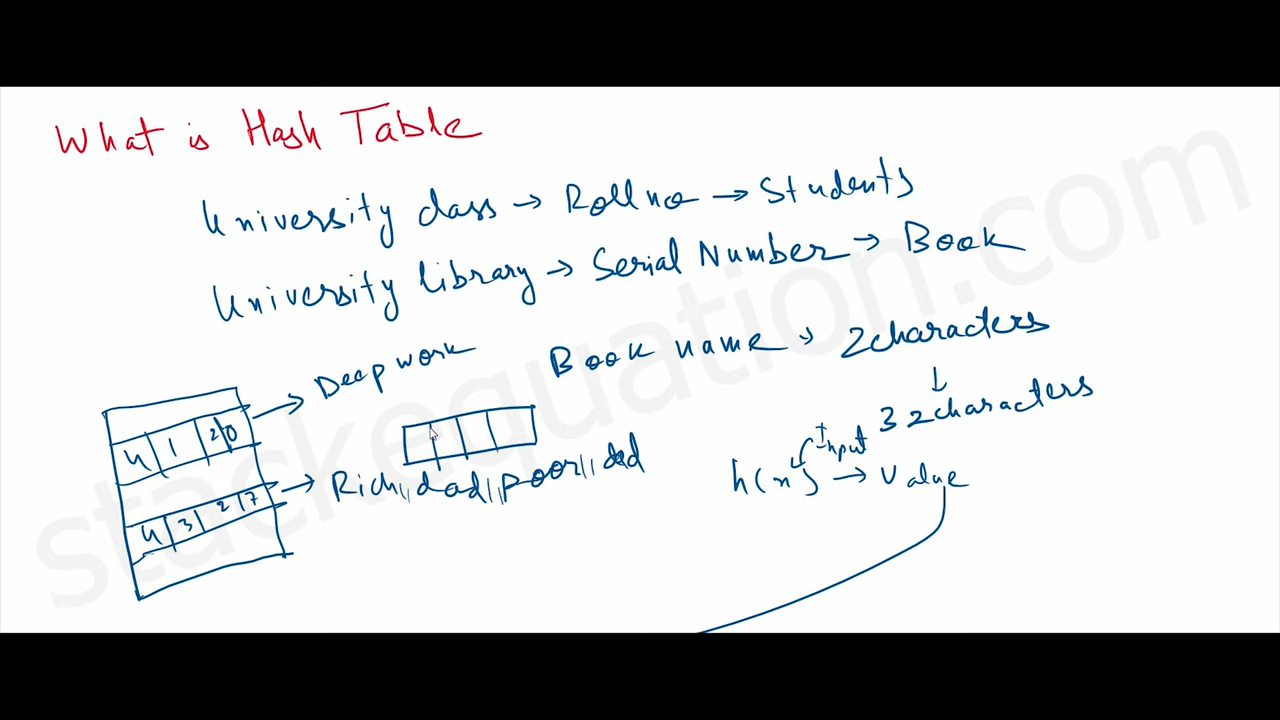 What is Hash Table
University class → Roll no → Students
University library → Serial Number → Book
Book name → 2characters
↓
32characters
Deep work
4 1 2 0
Input
h(x) → Value
Rich,,dad,,poor,,dad
4 3 2 7
stackequation.com